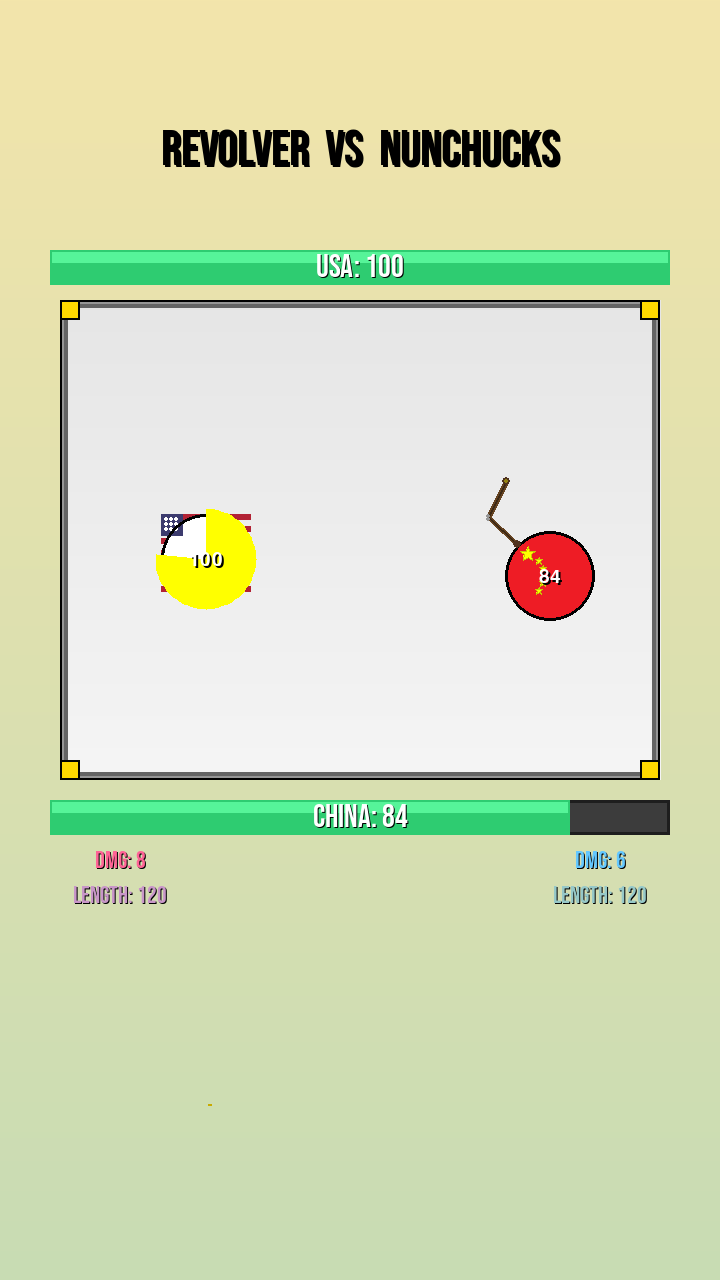 REVOLVER VS NUNCHUCKS
USA: 100
100
84
CHINA: 84
DMG: 8
DMG: 6
LENGTH: 120
LENGTH: 120